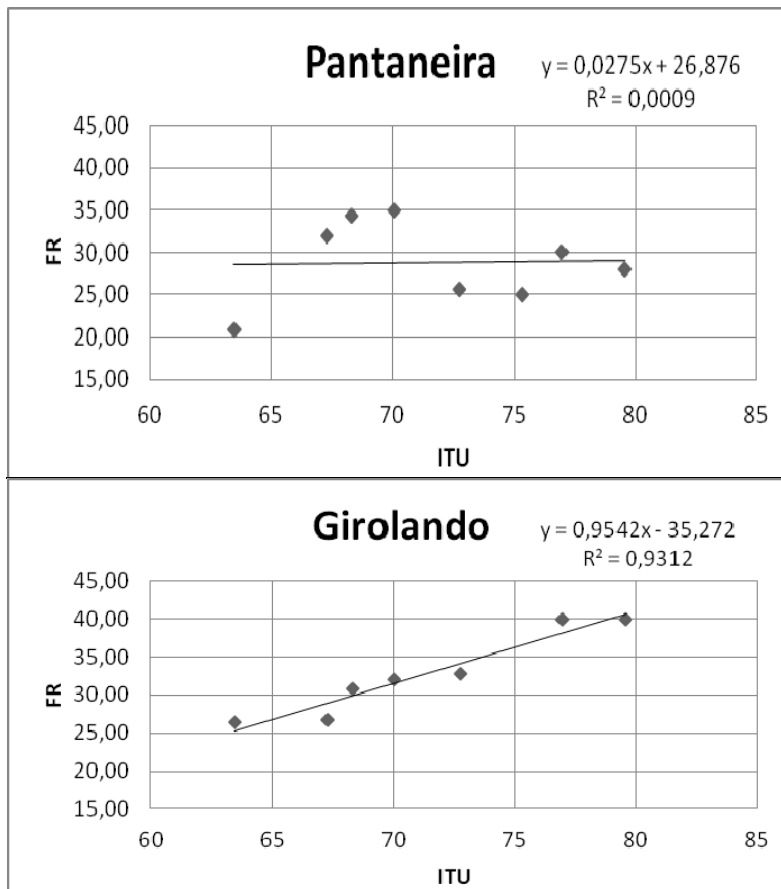 Pantaneira
y = 0,0275x + 26,876
R² = 0,0009
45,00
40,00
35,00
30,00
25,00
20,00
15,00
FR
60 65 70 75 80 85
ITU
Girolando
y = 0,9542x - 35,272
R² = 0,9312
45,00
40,00
35,00
30,00
25,00
20,00
15,00
FR
60 65 70 75 80 85
ITU